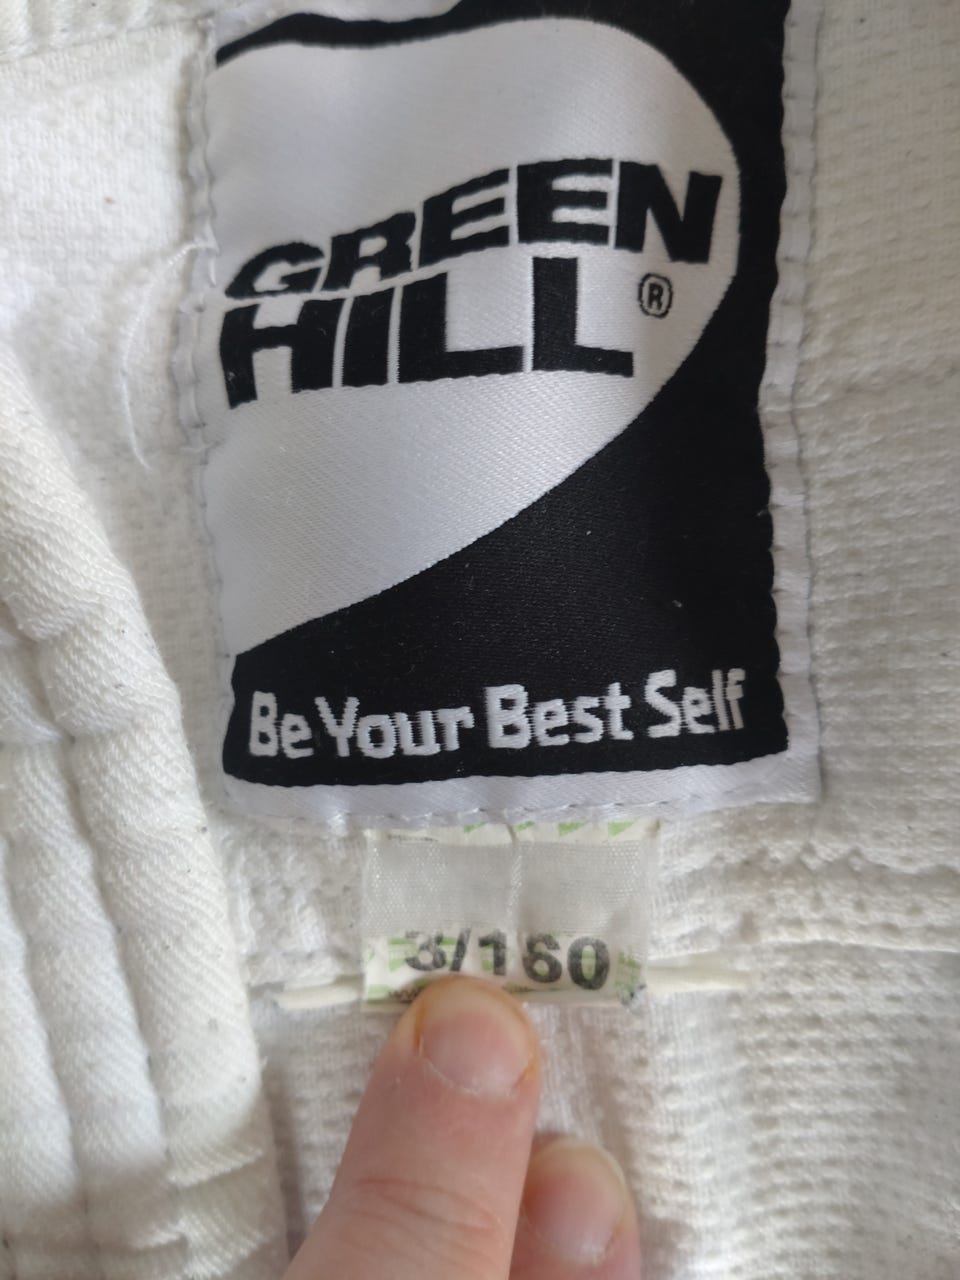 GREEN
HILL ®
Be Your Best Self
3/160